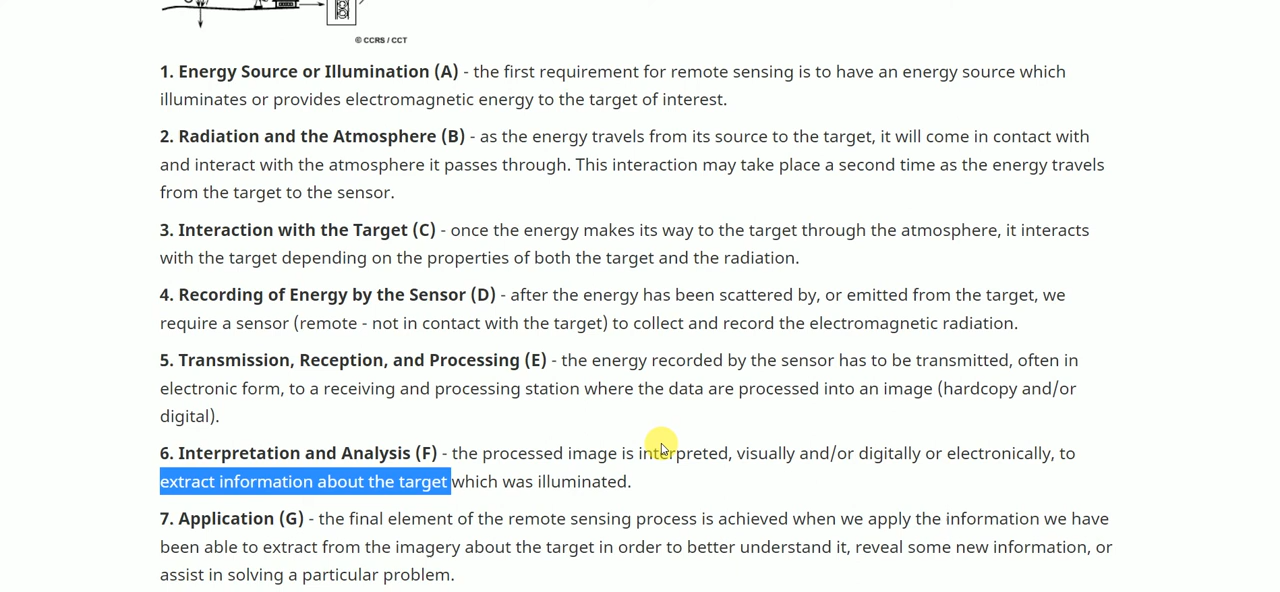 © CCRS / CCT
1. Energy Source or Illumination (A) - the first requirement for remote sensing is to have an energy source which
illuminates or provides electromagnetic energy to the target of interest.
2. Radiation and the Atmosphere (B) - as the energy travels from its source to the target, it will come in contact with
and interact with the atmosphere it passes through. This interaction may take place a second time as the energy travels
from the target to the sensor.
3. Interaction with the Target (C) - once the energy makes its way to the target through the atmosphere, it interacts
with the target depending on the properties of both the target and the radiation.
4. Recording of Energy by the Sensor (D) - after the energy has been scattered by, or emitted from the target, we
require a sensor (remote - not in contact with the target) to collect and record the electromagnetic radiation.
5. Transmission, Reception, and Processing (E) - the energy recorded by the sensor has to be transmitted, often in
electronic form, to a receiving and processing station where the data are processed into an image (hardcopy and/or
digital).
6. Interpretation and Analysis (F) - the processed image is interpreted, visually and/or digitally or electronically, to
extract information about the target which was illuminated.
7. Application (G) - the final element of the remote sensing process is achieved when we apply the information we have
been able to extract from the imagery about the target in order to better understand it, reveal some new information, or
assist in solving a particular problem.